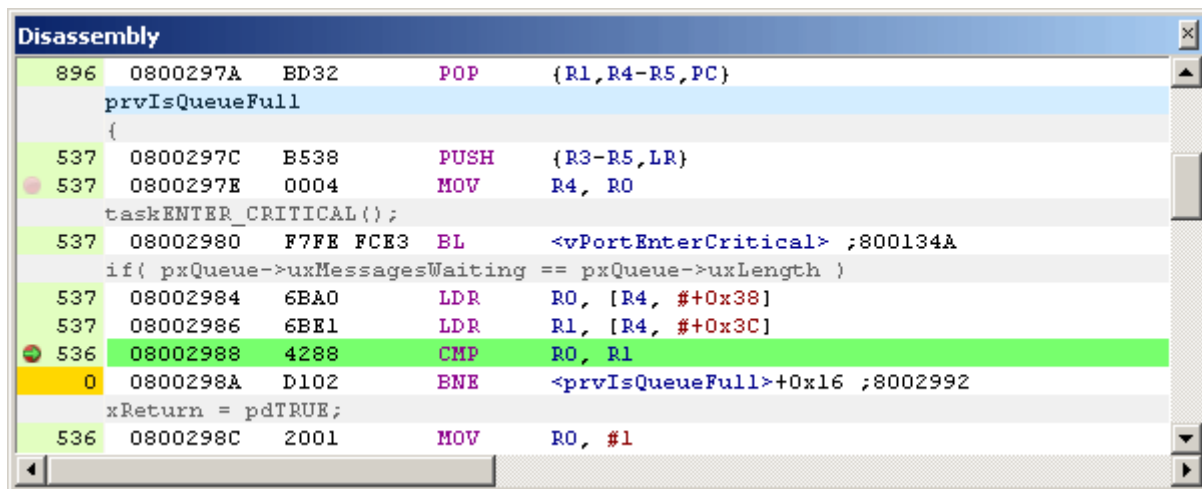 Disassembly
896 0800297A BD32 POP {R1,R4-R5,PC}
prvIsQueueFull
{
537 0800297C B538 PUSH {R3-R5,LR}
537 0800297E 0004 MOV R4, R0
taskENTER_CRITICAL();
537 08002980 F7FE FCE3 BL <vPortEnterCritical> ;800134A
if( pxQueue->uxMessagesWaiting == pxQueue->uxLength )
537 08002984 6BA0 LDR R0, [R4, #+0x38]
537 08002986 6BE1 LDR R1, [R4, #+0x3C]
536 08002988 4288 CMP R0, R1
0 0800298A D102 BNE <prvIsQueueFull>+0x16 ;8002992
xReturn = pdTRUE;
536 0800298C 2001 MOV R0, #1